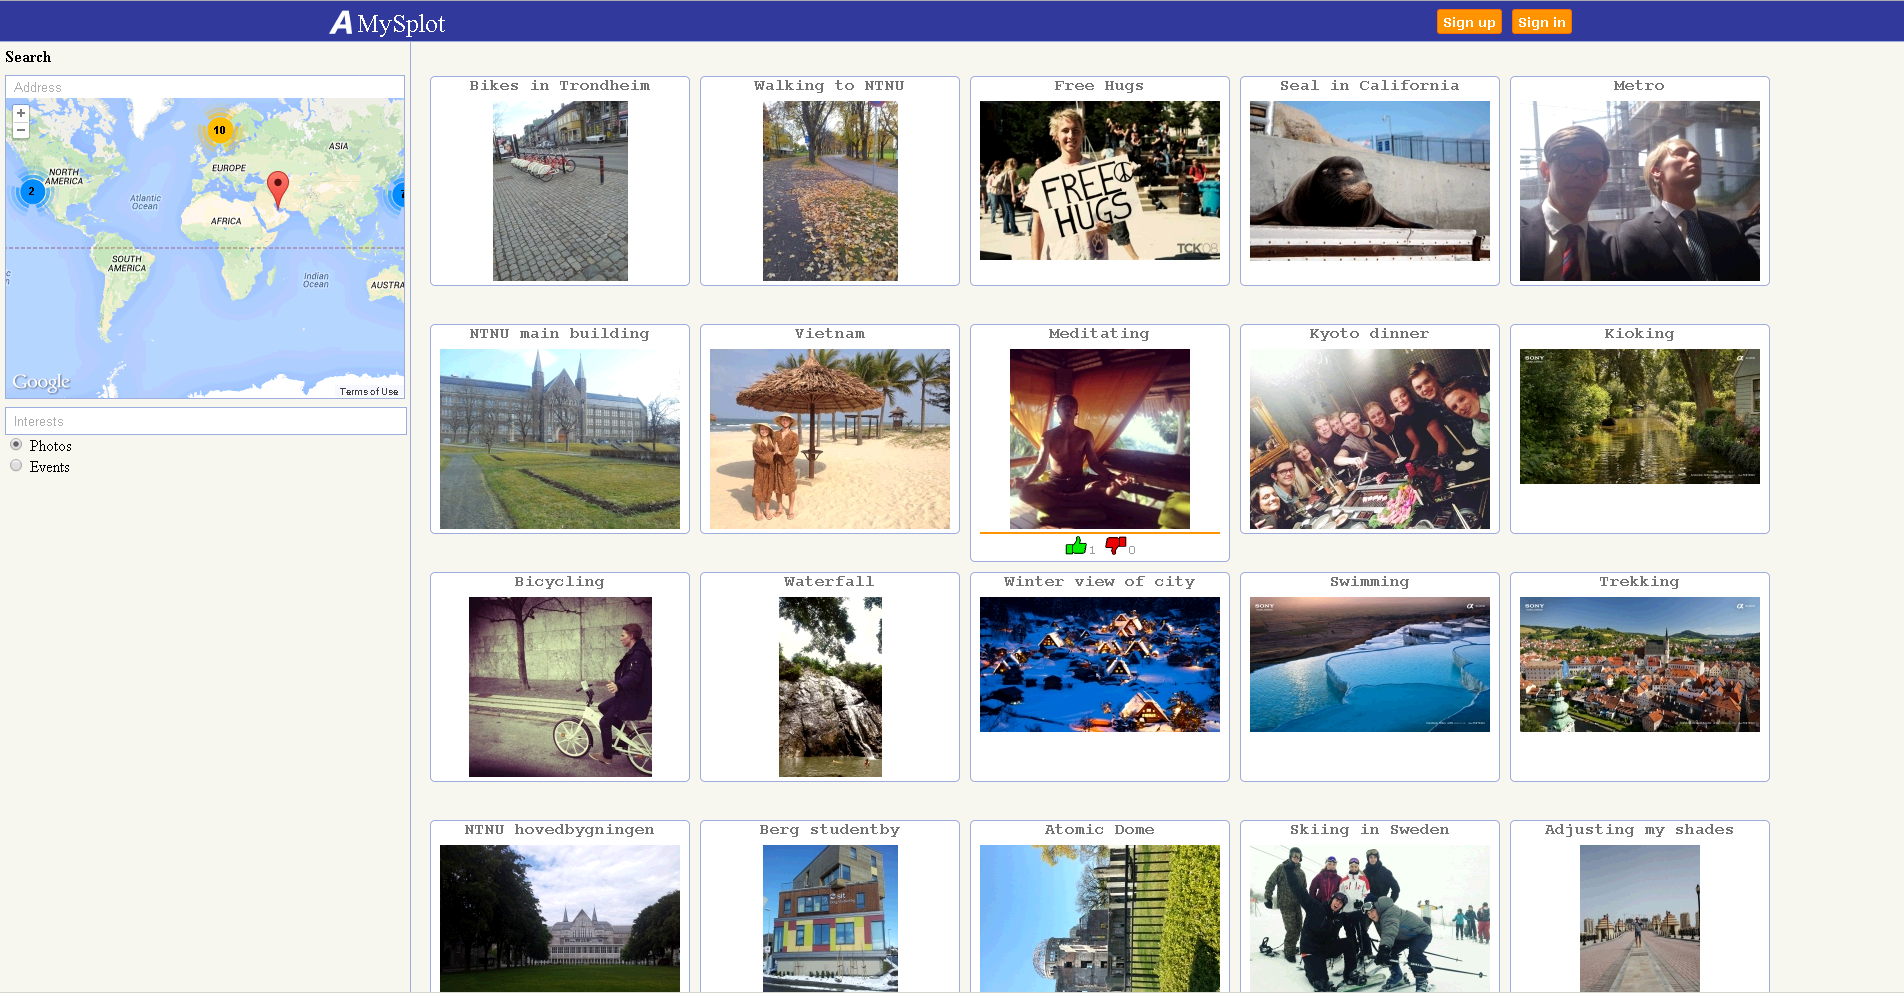 A MySplot
Sign up
Sign in
Search
Address
+
−
10
2
7
NORTH
AMERICA
Atlantic
Ocean
EUROPE
ASIA
AFRICA
SOUTH
AMERICA
Indian
Ocean
AUSTRA
Google
Terms of Use
Interests
Photos
Events
Bikes in Trondheim
Walking to NTNU
Free Hugs
FREE
HUGS
TCK08
Seal in California
Metro
NTNU main building
Vietnam
Meditating
1
0
Kyoto dinner
Kioking
SONY
α
Bicycling
Waterfall
Winter view of city
Swimming
SONY
α
Trekking
SONY
α
NTNU hovedbygningen
Berg studentby
sit
Atomic Dome
Skiing in Sweden
Adjusting my shades